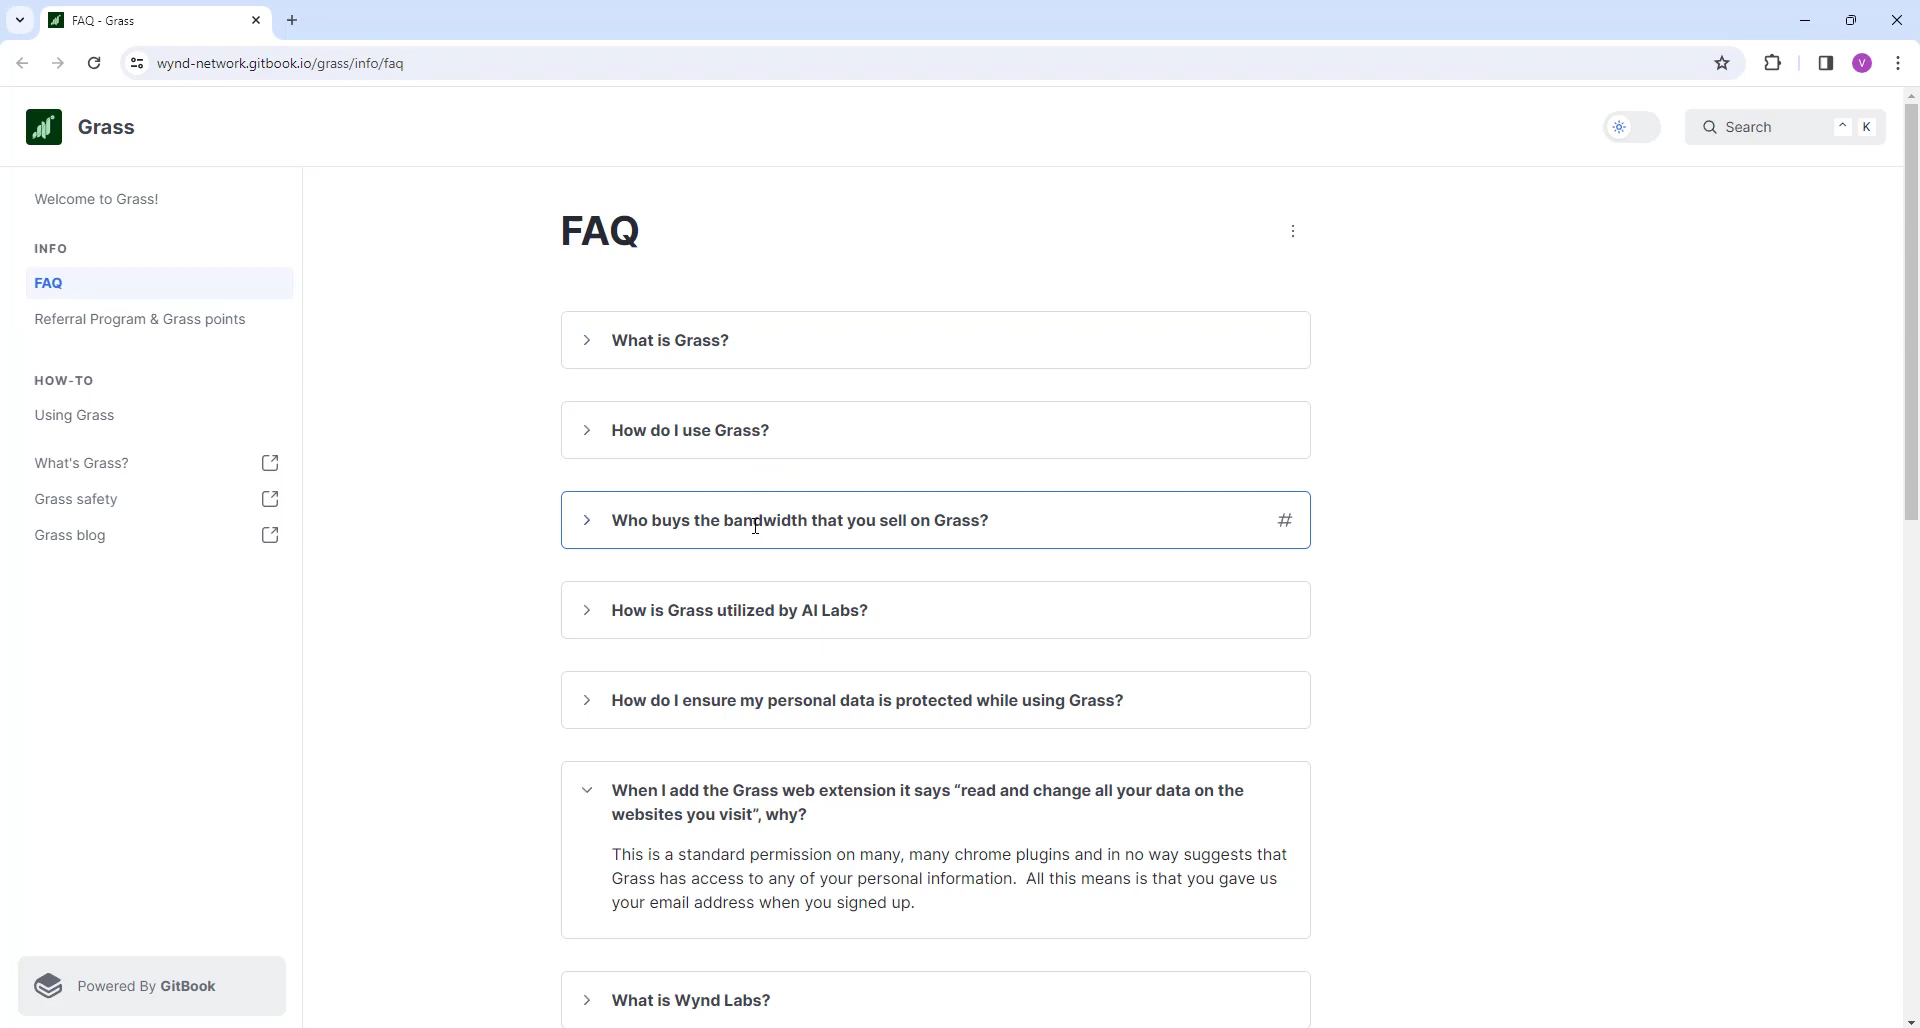 FAQ - Grass
wynd-network.gitbook.io/grass/info/faq
V
Grass
Search
^ K
Welcome to Grass!
INFO
FAQ
Referral Program & Grass points
HOW-TO
Using Grass
What's Grass?
Grass safety
Grass blog
Powered By GitBook
FAQ
What is Grass?
How do I use Grass?
Who buys the bandwidth that you sell on Grass?
#
How is Grass utilized by AI Labs?
How do I ensure my personal data is protected while using Grass?
When I add the Grass web extension it says “read and change all your data on the
websites you visit”, why?
This is a standard permission on many, many chrome plugins and in no way suggests that
Grass has access to any of your personal information.  All this means is that you gave us
your email address when you signed up.
What is Wynd Labs?